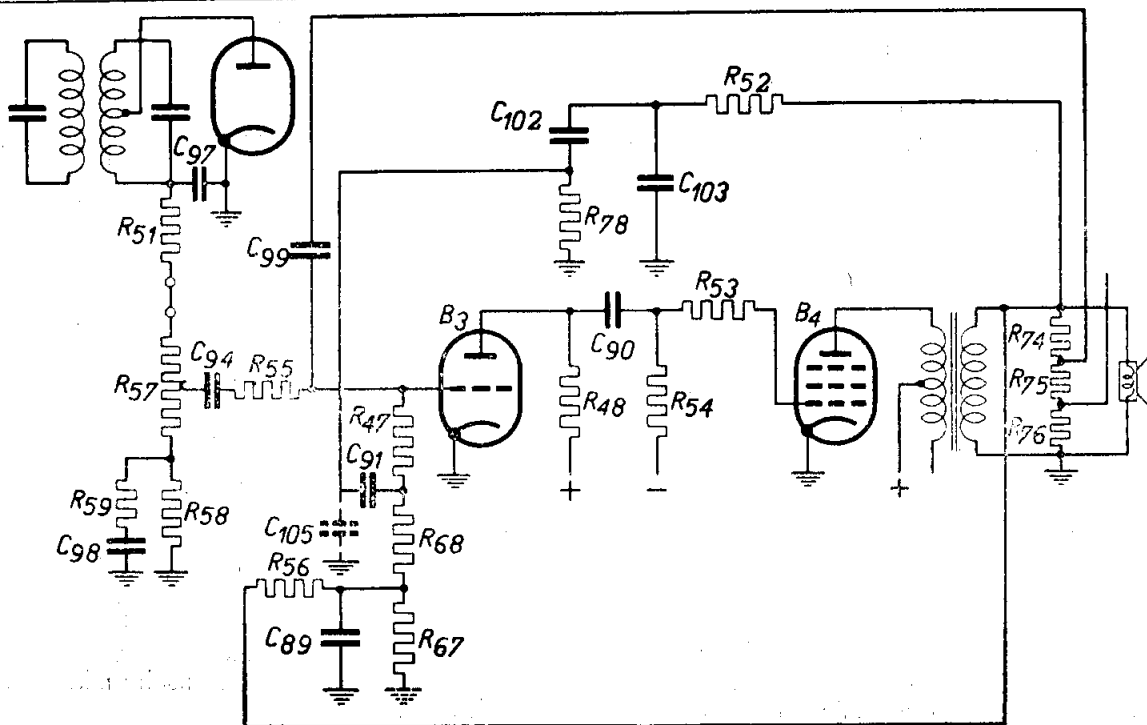 R52
C102
C97
C103
R51
R78
C99
B3
C90
R53
B4
R74
C94
R55
R57
R48
R54
R75
R47
R76
C91
+
−
+
R59
R58
C105
R68
C98
R56
C89
R67